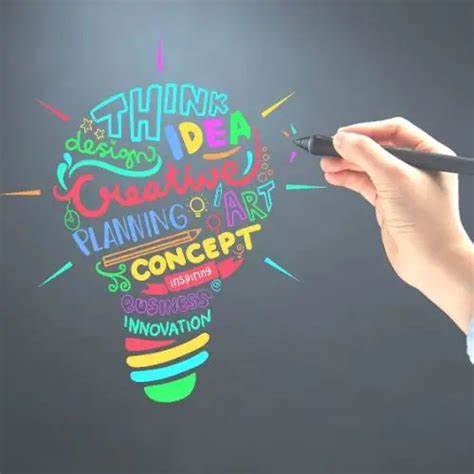 THINK
design IDEA
Creative
PLANNING ART
CONCEPT
inspiring
BUSINESS
INNOVATION